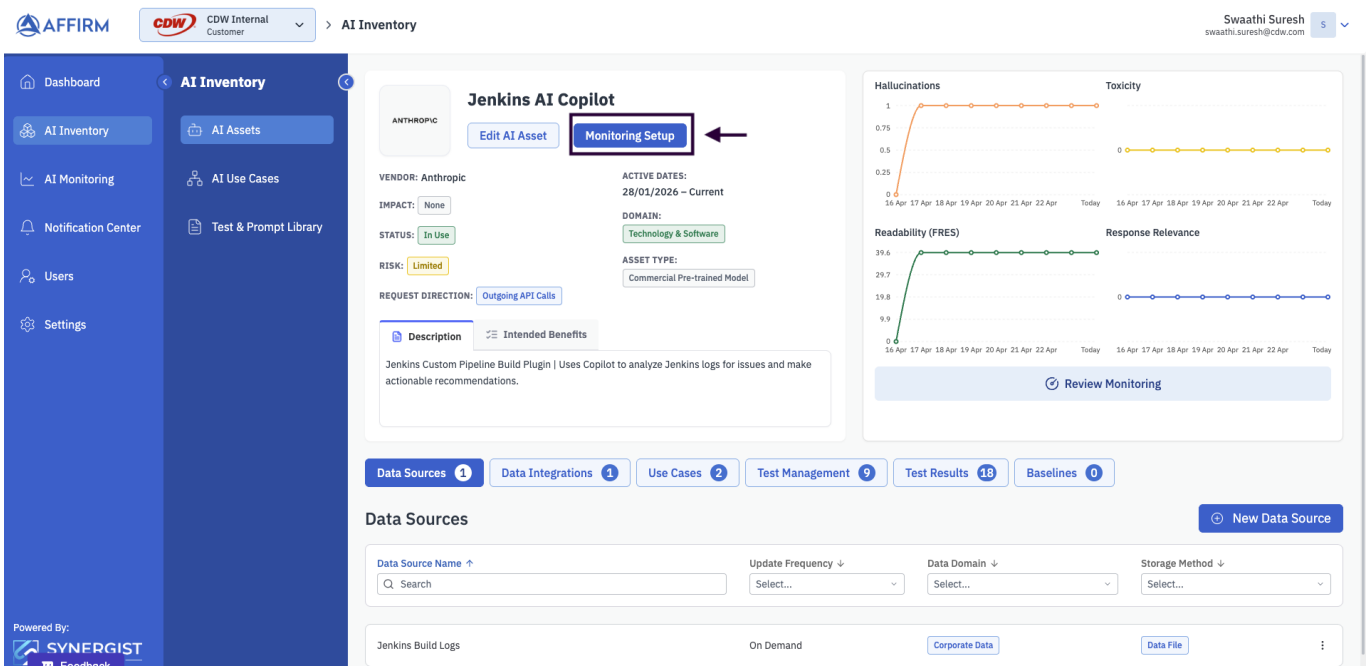 AFFIRM
CDW
CDW Internal
Customer
> AI Inventory
Swaathi Suresh
swaathi.suresh@cdw.com
S
Dashboard
AI Inventory
AI Monitoring
Notification Center
Users
Settings
Powered By:
SYNERGIST
Feedback
AI Inventory
AI Assets
AI Use Cases
Test & Prompt Library
ANTHROP\C
Jenkins AI Copilot
Edit AI Asset
Monitoring Setup
VENDOR: Anthropic
IMPACT: None
STATUS: In Use
RISK: Limited
REQUEST DIRECTION: Outgoing API Calls
ACTIVE DATES:
28/01/2026 – Current
DOMAIN:
Technology & Software
ASSET TYPE:
Commercial Pre-trained Model
Description
Intended Benefits
Jenkins Custom Pipeline Build Plugin | Uses Copilot to analyze Jenkins logs for issues and make
actionable recommendations.
Hallucinations
1
0.75
0.5
0.25
0
16 Apr 17 Apr 18 Apr 19 Apr 20 Apr 21 Apr 22 Apr Today
Toxicity
0
16 Apr 17 Apr 18 Apr 19 Apr 20 Apr 21 Apr 22 Apr Today
Readability (FRES)
39.6
29.7
19.8
9.9
0
16 Apr 17 Apr 18 Apr 19 Apr 20 Apr 21 Apr 22 Apr Today
Response Relevance
0
16 Apr 17 Apr 18 Apr 19 Apr 20 Apr 21 Apr 22 Apr Today
Review Monitoring
Data Sources 1
Data Integrations 1
Use Cases 2
Test Management 9
Test Results 18
Baselines 0
Data Sources
New Data Source
Data Source Name ↑
Update Frequency ↓
Data Domain ↓
Storage Method ↓
Search
Select...
Select...
Select...
Jenkins Build Logs
On Demand
Corporate Data
Data File